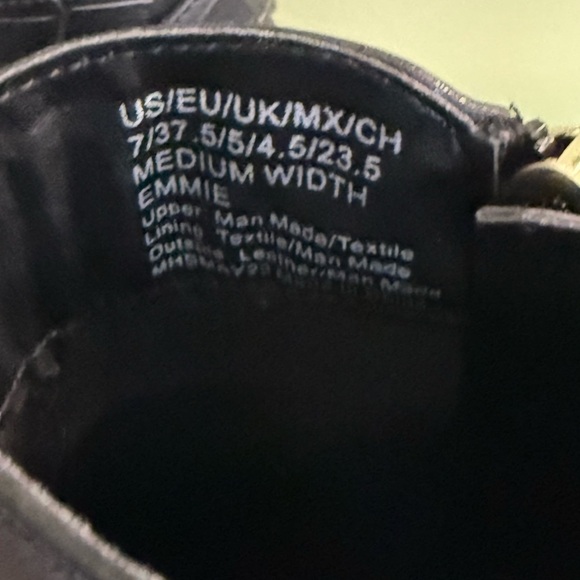 US/EU/UK/MX/CH
7/37.5/5/4.5/23.5
MEDIUM WIDTH
EMMIE
Upper Man Made/Textile
Lining Textile/Man Made
Outsole Leather/Man Made